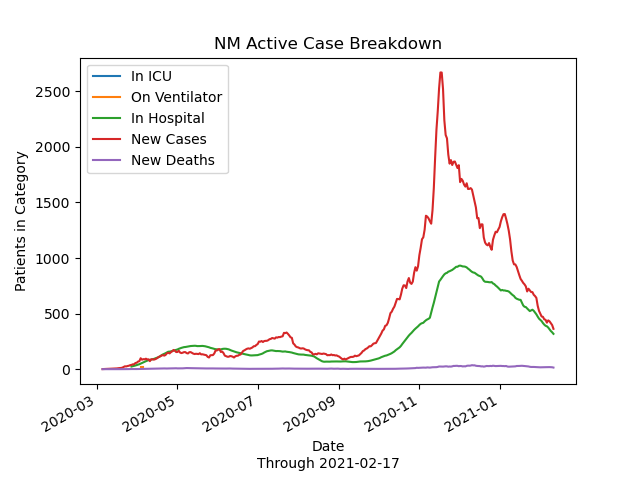 NM Active Case Breakdown
In ICU
On Ventilator
In Hospital
New Cases
New Deaths
Patients in Category
2500
2000
1500
1000
500
0
2020-03
2020-05
2020-07
2020-09
2020-11
2021-01
Date
Through 2021-02-17